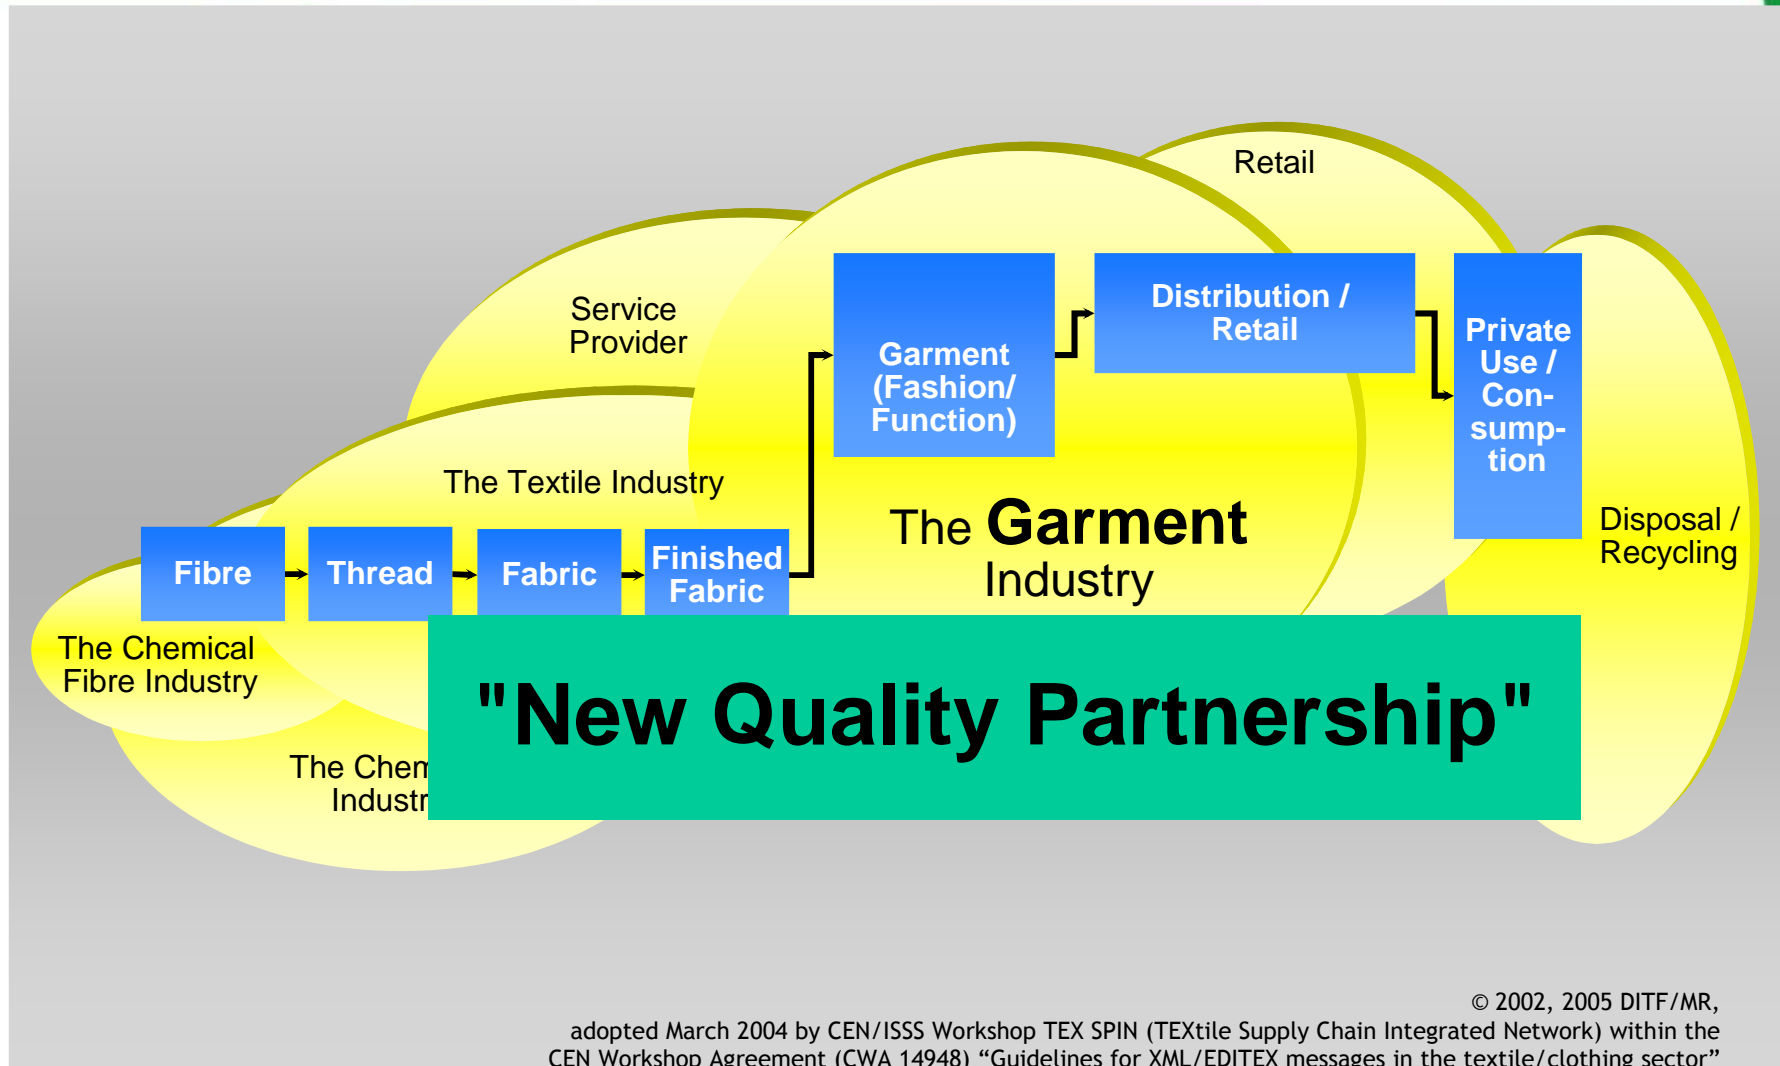 Retail
Service
Provider
Distribution /
Retail
Garment
(Fashion/
Function)
Private
Use /
Con-
sump-
tion
The Textile Industry
The Garment
Industry
Disposal /
Recycling
Fibre
Thread
Fabric
Finished
Fabric
The Chemical
Fibre Industry
"New Quality Partnership"
The Chem
Industr
© 2002, 2005 DITF/MR,
adopted March 2004 by CEN/ISSS Workshop TEX SPIN (TEXtile Supply Chain Integrated Network) within the
CEN Workshop Agreement (CWA 14948) “Guidelines for XML/EDITEX messages in the textile/clothing sector”